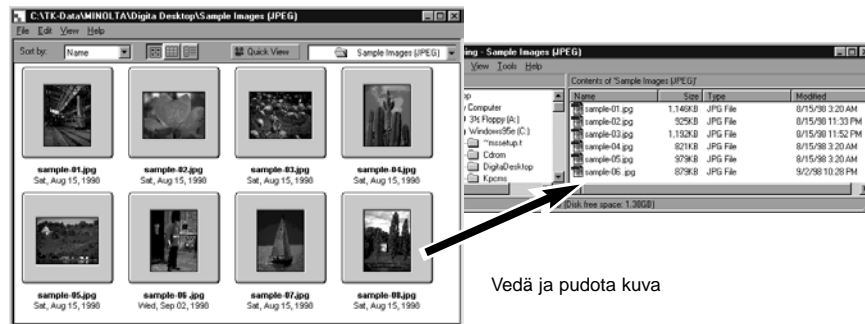 C:\TK-Data\MINOLTA\Digita Desktop\Sample Images (JPEG)
File Edit View Help
Sort by: Name Quick View Sample Images (JPEG)
sample-01.jpg sample-02.jpg sample-03.jpg sample-04.jpg
Sat, Aug 15, 1998 Sat, Aug 15, 1998 Sat, Aug 15, 1998 Sat, Aug 15, 1998
sample-05.jpg sample-06.jpg sample-07.jpg sample-08.jpg
Sat, Aug 15, 1998 Wed, Sep 02, 1998 Sat, Aug 15, 1998 Sat, Aug 15, 1998
ring - Sample Images (JPEG)
View Tools Help
Contents of 'Sample Images (JPEG)'
Name Size Type Modified
sample-01.jpg 1,146KB JPG File 8/15/98 3:20 AM
sample-02.jpg 925KB JPG File 8/15/98 11:33 PM
sample-03.jpg 1,192KB JPG File 8/15/98 11:52 PM
sample-04.jpg 821KB JPG File 8/15/98 3:20 AM
sample-05.jpg 979KB JPG File 8/15/98 3:20 AM
sample-06 .jpg 879KB JPG File 9/2/98 10:28 PM
op
Computer
3½ Floppy (A:)
Windows95e (C:)
~mssetup.t
Cdrom
DigitaDesktop
Kpcms
(Disk free space: 1.38GB)
Vedä ja pudota kuva